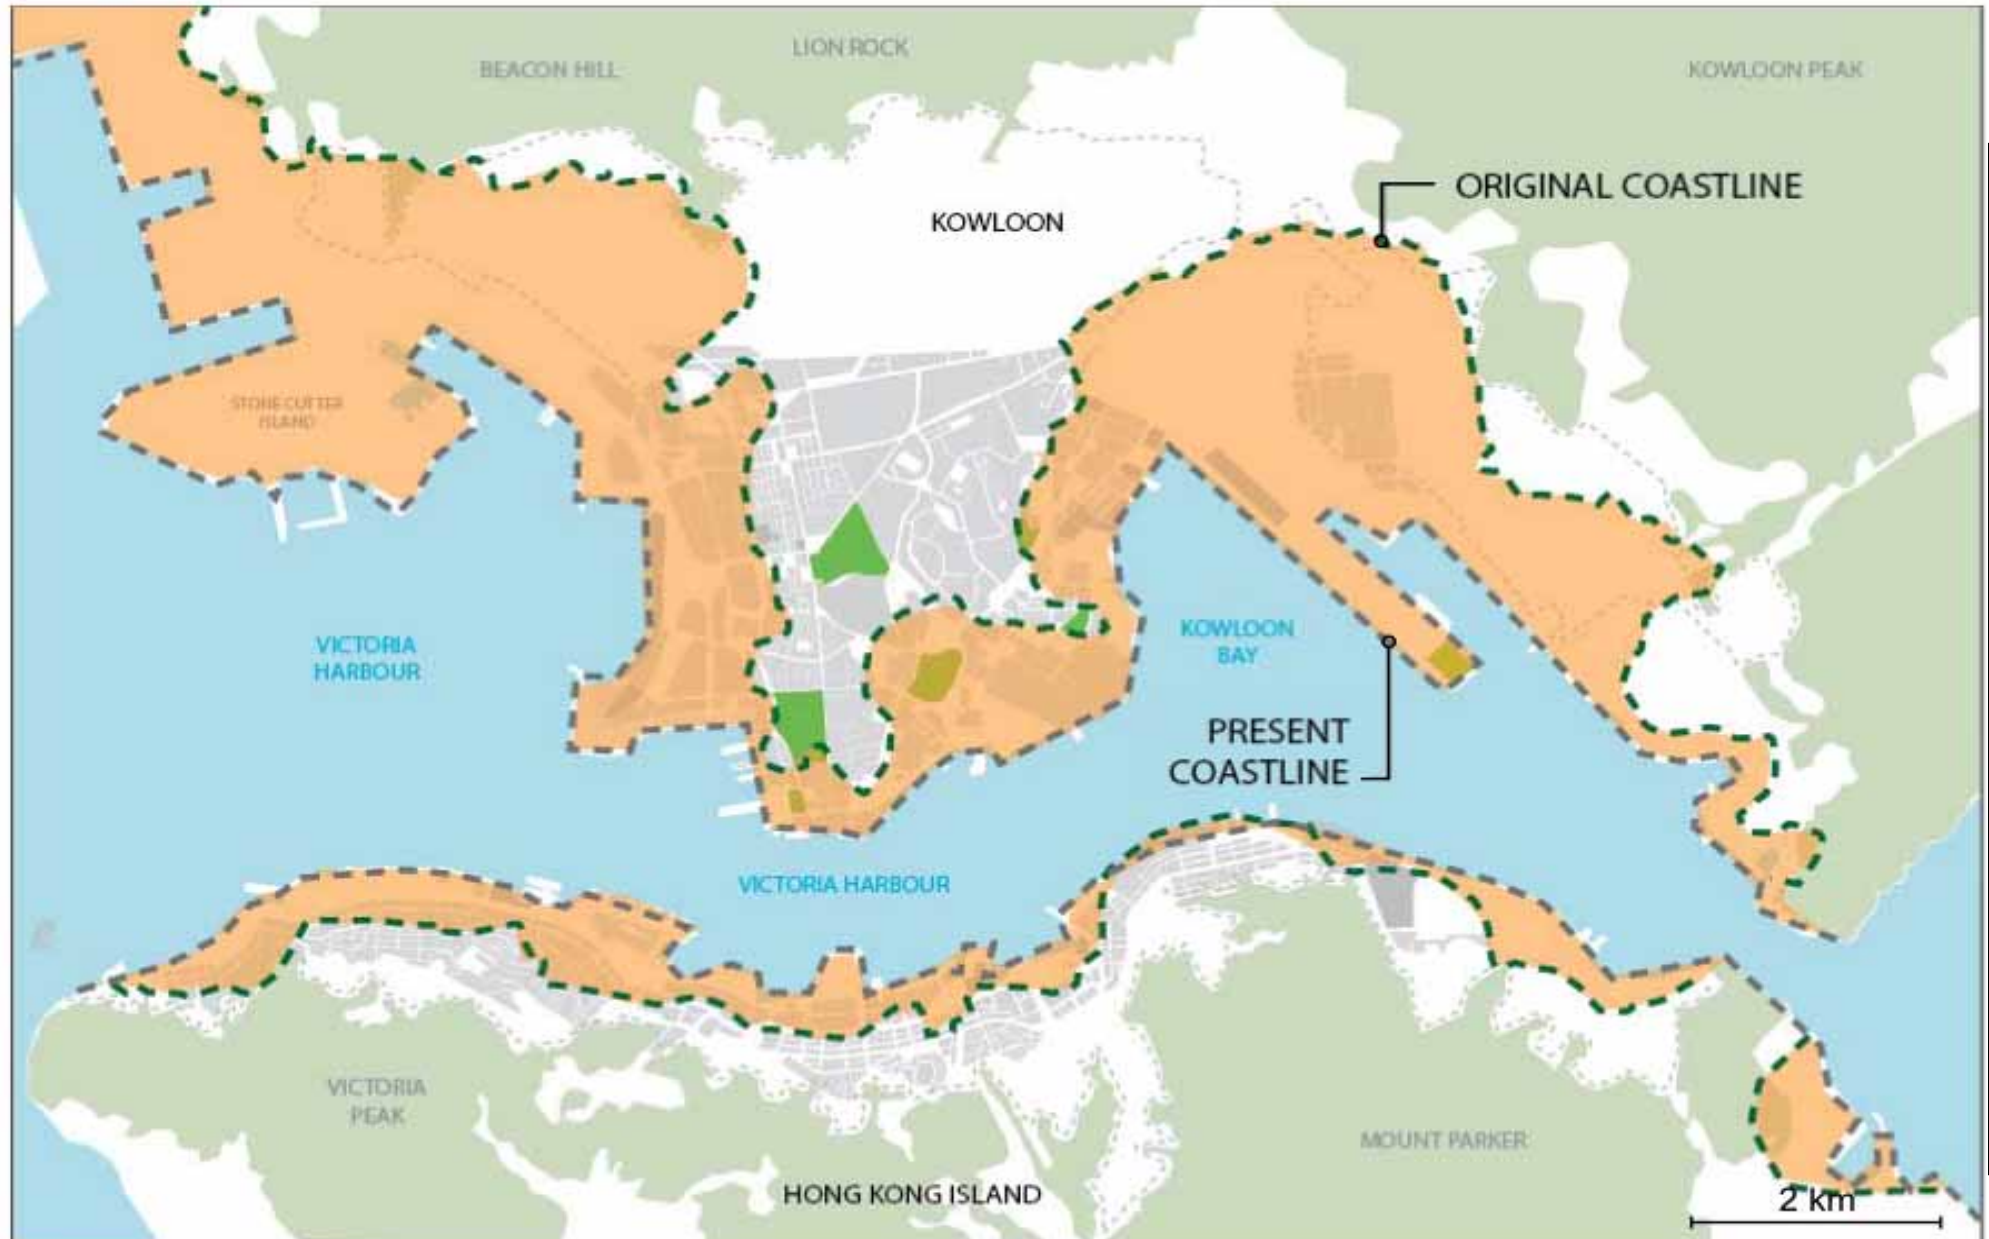 LION ROCK
BEACON HILL
KOWLOON PEAK
ORIGINAL COASTLINE
KOWLOON
STONE CUTTER
ISLAND
VICTORIA
HARBOUR
KOWLOON
BAY
PRESENT
COASTLINE
VICTORIA HARBOUR
VICTORIA
PEAK
MOUNT PARKER
HONG KONG ISLAND
2 km